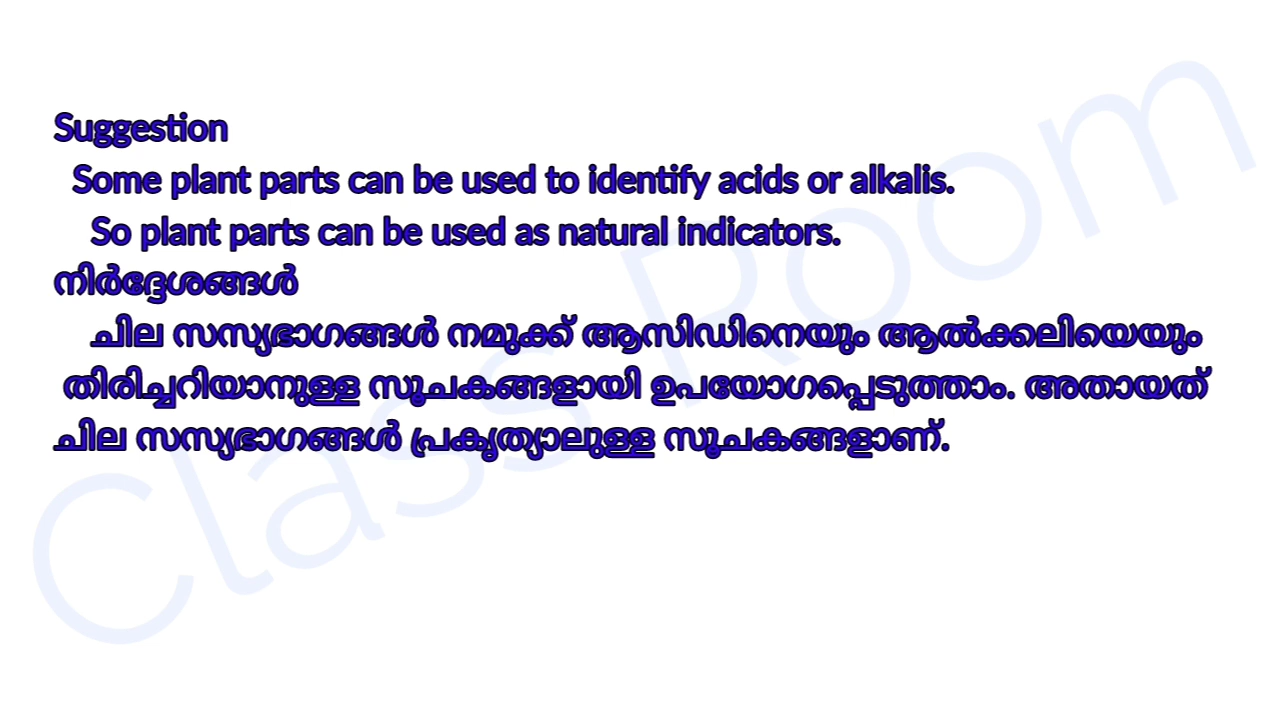 Suggestion
Some plant parts can be used to identify acids or alkalis.
So plant parts can be used as natural indicators.
നിർദ്ദേശങ്ങൾ
ചില സസ്യഭാഗങ്ങൾ നമുക്ക് ആസിഡിനെയും ആൽക്കലിയെയും
തിരിച്ചറിയാനുള്ള സൂചകങ്ങളായി ഉപയോഗപ്പെടുത്താം. അതായത്
ചില സസ്യഭാഗങ്ങൾ പ്രകൃത്യാലുള്ള സൂചകങ്ങളാണ്.
Class Room